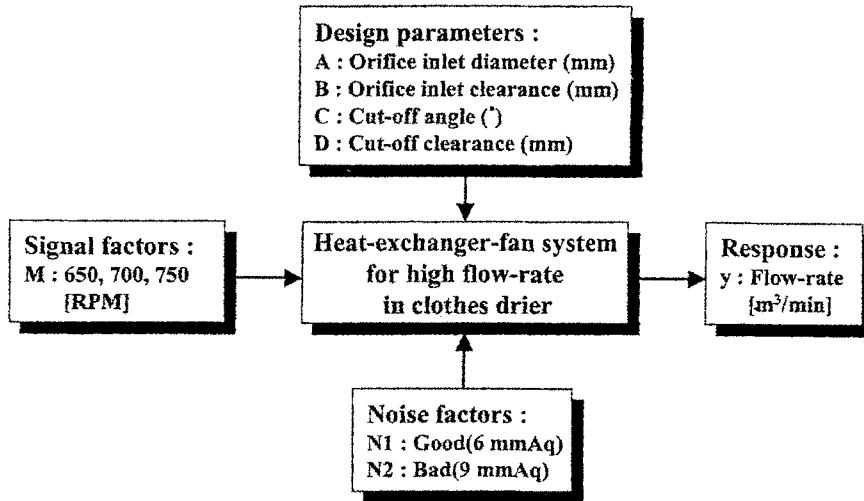 Design parameters :
A : Orifice inlet diameter (mm)
B : Orifice inlet clearance (mm)
C : Cut-off angle (°)
D : Cut-off clearance (mm)
Signal factors :
M : 650, 700, 750
[RPM]
Heat-exchanger-fan system
for high flow-rate
in clothes drier
Response :
y : Flow-rate
[m³/min]
Noise factors :
N1 : Good(6 mmAq)
N2 : Bad(9 mmAq)